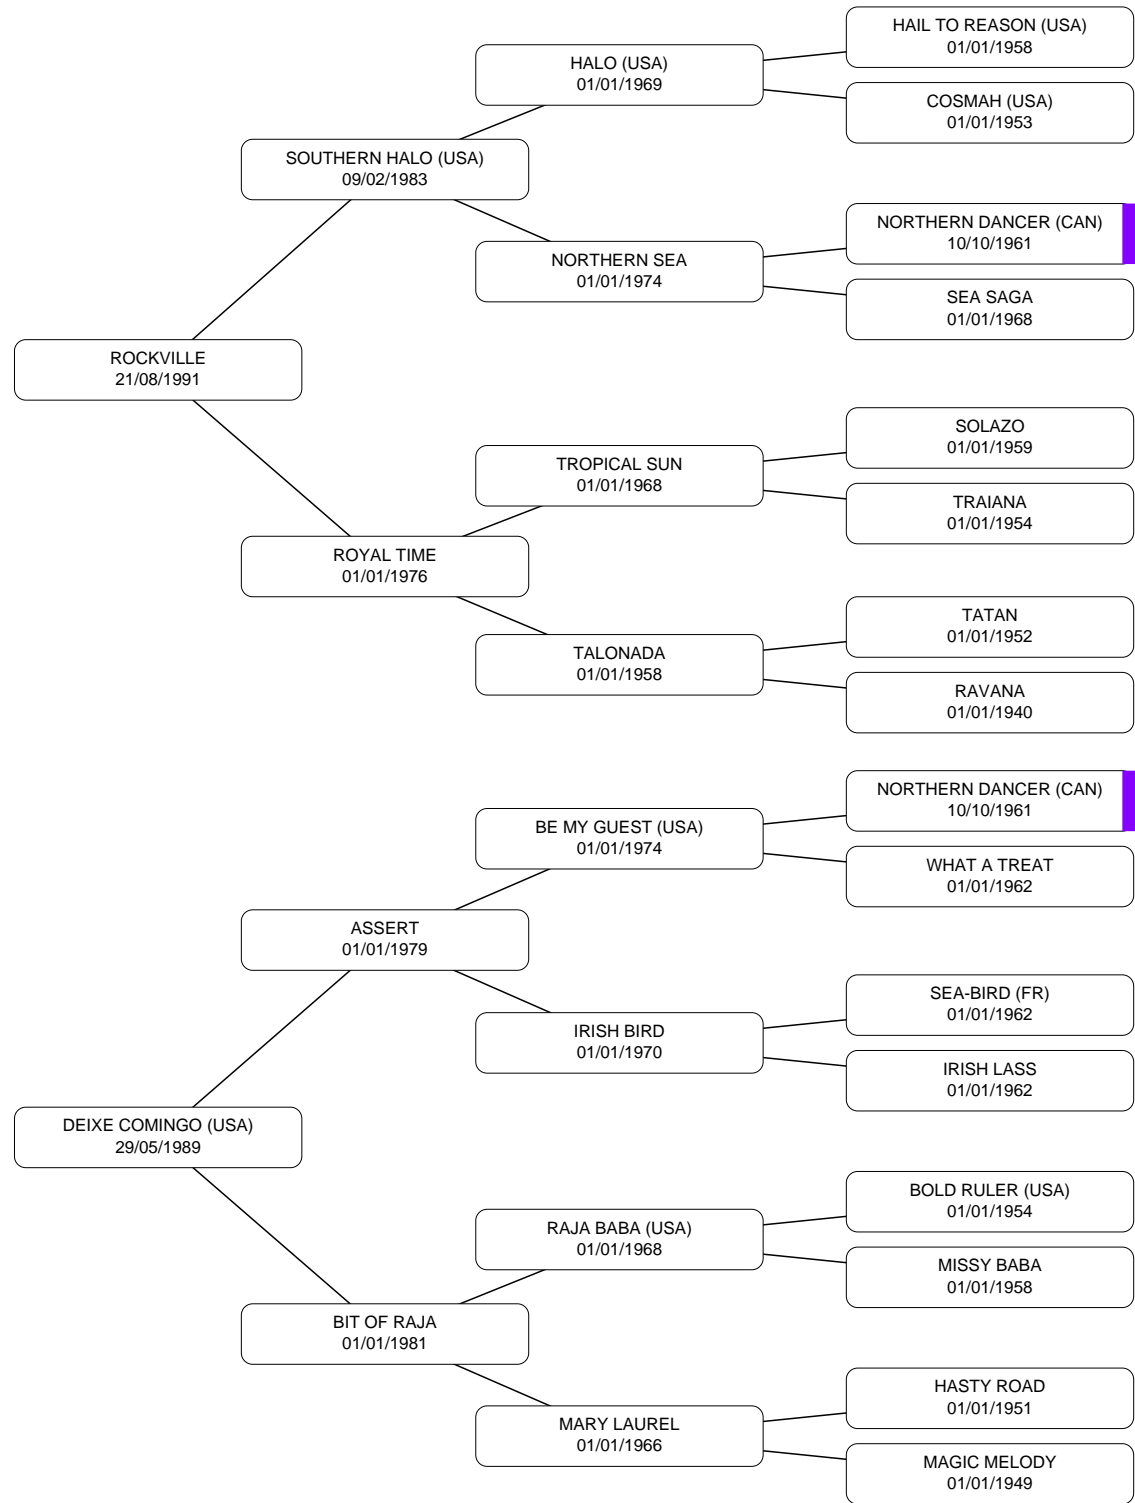 HAIL TO REASON (USA)
01/01/1958
HALO (USA)
01/01/1969
COSMAH (USA)
01/01/1953
SOUTHERN HALO (USA)
09/02/1983
NORTHERN DANCER (CAN)
10/10/1961
NORTHERN SEA
01/01/1974
SEA SAGA
01/01/1968
ROCKVILLE
21/08/1991
SOLAZO
01/01/1959
TROPICAL SUN
01/01/1968
TRAIANA
01/01/1954
ROYAL TIME
01/01/1976
TATAN
01/01/1952
TALONADA
01/01/1958
RAVANA
01/01/1940
NORTHERN DANCER (CAN)
10/10/1961
BE MY GUEST (USA)
01/01/1974
WHAT A TREAT
01/01/1962
ASSERT
01/01/1979
SEA-BIRD (FR)
01/01/1962
IRISH BIRD
01/01/1970
IRISH LASS
01/01/1962
DEIXE COMINGO (USA)
29/05/1989
BOLD RULER (USA)
01/01/1954
RAJA BABA (USA)
01/01/1968
MISSY BABA
01/01/1958
BIT OF RAJA
01/01/1981
HASTY ROAD
01/01/1951
MARY LAUREL
01/01/1966
MAGIC MELODY
01/01/1949